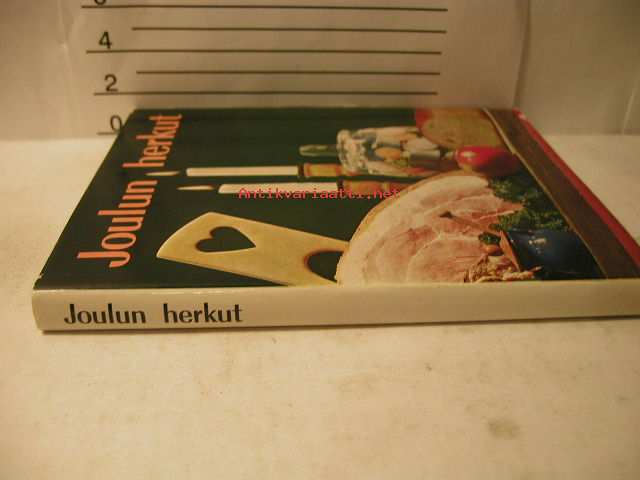 4
2
0
Joulun herkut
Antikvariaatti.net
Joulun herkut